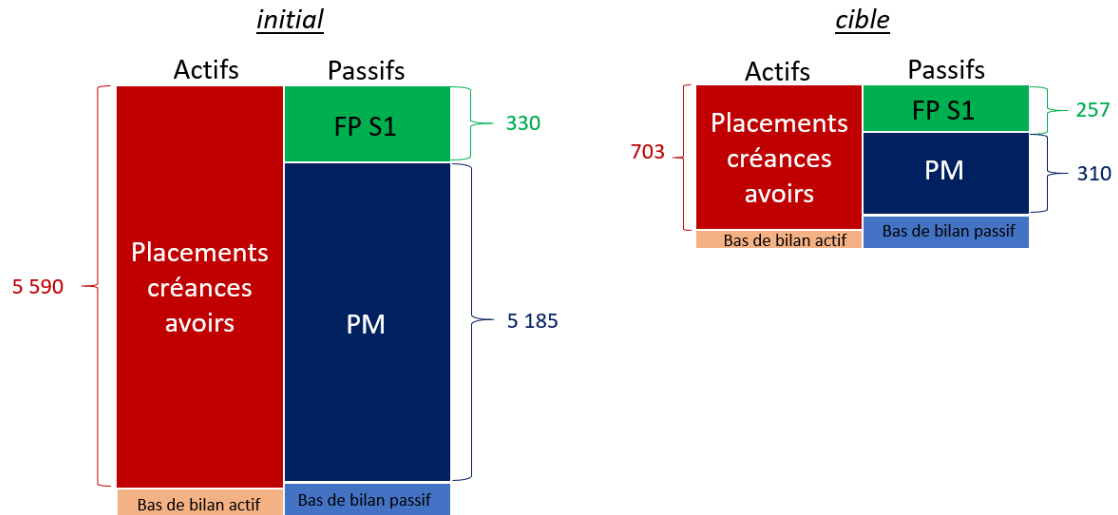 initial
Actifs
Passifs
5 590
Placements
créances
avoirs
FP S1
330
PM
5 185
Bas de bilan actif
Bas de bilan passif
cible
Actifs
Passifs
703
Placements
créances
avoirs
FP S1
257
PM
310
Bas de bilan actif
Bas de bilan passif